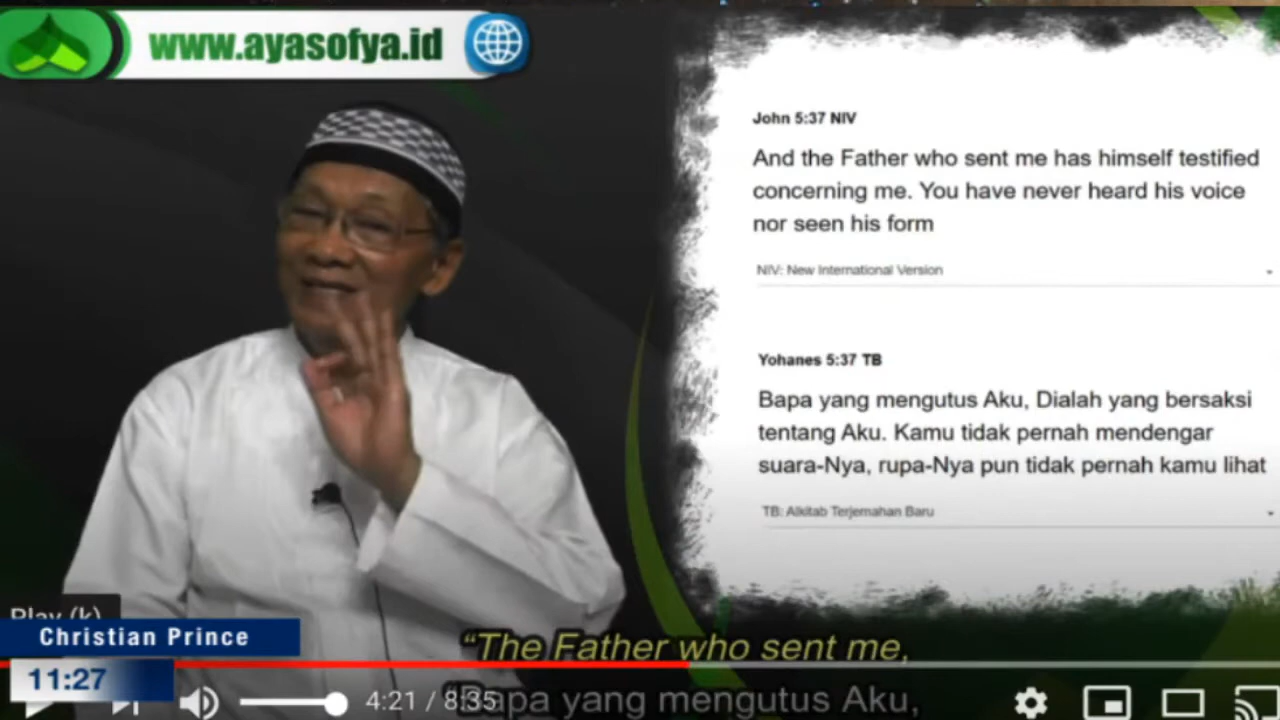 www.ayasofya.id
John 5:37 NIV
And the Father who sent me has himself testified
concerning me. You have never heard his voice
nor seen his form
NIV: New International Version
Yohanes 5:37 TB
Bapa yang mengutus Aku, Dialah yang bersaksi
tentang Aku. Kamu tidak pernah mendengar
suara-Nya, rupa-Nya pun tidak pernah kamu lihat
TB: Alkitab Terjemahan Baru
Play (k)
Christian Prince
“The Father who sent me,
11:27
4:21 / 8:35
"Bapa yang mengutus Aku,